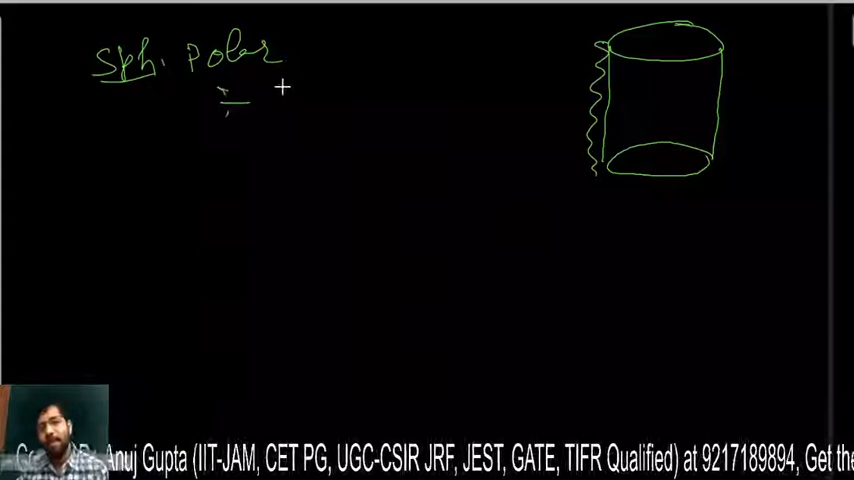 Sph. Polar
Anuj Gupta (IIT-JAM, CET PG, UGC-CSIR JRF, JEST, GATE, TIFR Qualified) at 9217189894, Get the